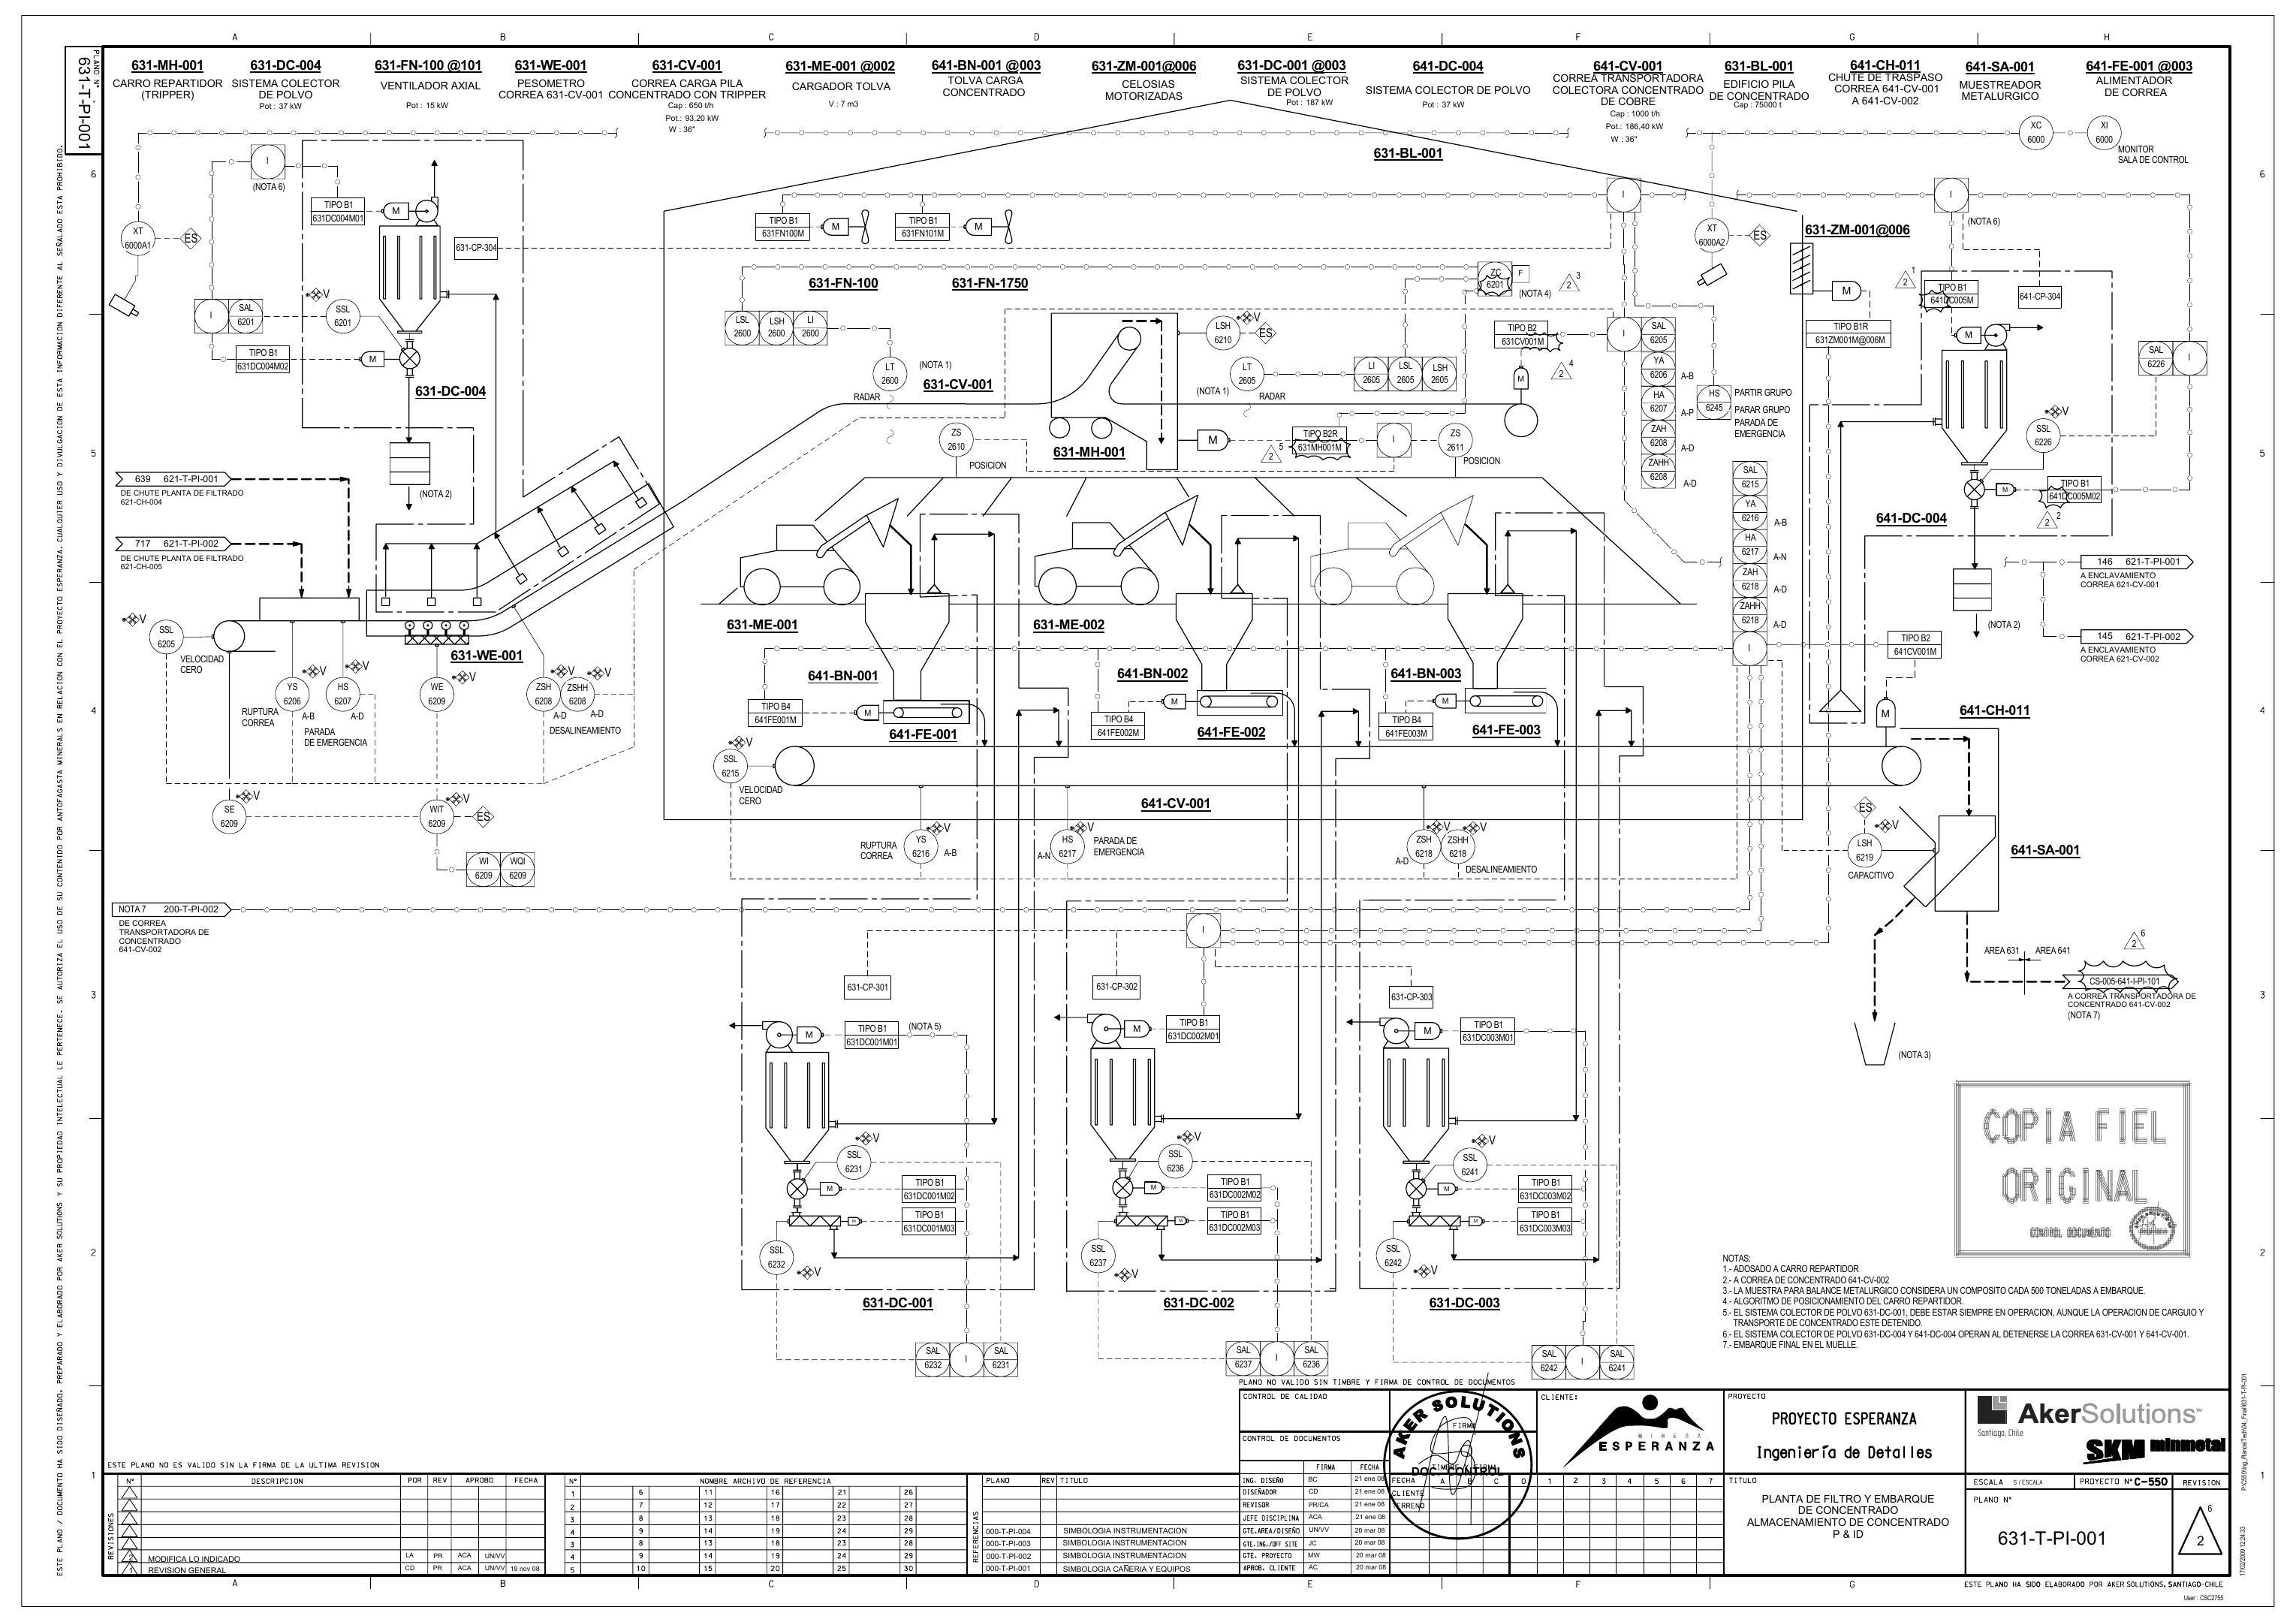 A B C D E F G H
PLANO N°
631-T-PI-001
631-MH-001
CARRO REPARTIDOR
(TRIPPER)
631-DC-004
SISTEMA COLECTOR
DE POLVO
Pot : 37 kW
631-FN-100 @101
VENTILADOR AXIAL
Pot : 15 kW
631-WE-001
PESOMETRO
CORREA 631-CV-001
631-CV-001
CORREA CARGA PILA
CONCENTRADO CON TRIPPER
Cap : 650 t/h
Pot.: 93,20 kW
W : 36"
631-ME-001 @002
CARGADOR TOLVA
V : 7 m3
641-BN-001 @003
TOLVA CARGA
CONCENTRADO
631-ZM-001@006
CELOSIAS
MOTORIZADAS
631-DC-001 @003
SISTEMA COLECTOR
DE POLVO
Pot : 187 kW
641-DC-004
SISTEMA COLECTOR DE POLVO
Pot : 37 kW
641-CV-001
CORREA TRANSPORTADORA
COLECTORA CONCENTRADO
DE COBRE
Cap : 1000 t/h
Pot.: 186,40 kW
W : 36"
631-BL-001
EDIFICIO PILA
DE CONCENTRADO
Cap : 75000 t
641-CH-011
CHUTE DE TRASPASO
CORREA 641-CV-001
A 641-CV-002
641-SA-001
MUESTREADOR
METALURGICO
641-FE-001 @003
ALIMENTADOR
DE CORREA
XC 6000
XI 6000
MONITOR
SALA DE CONTROL
631-BL-001
I
(NOTA 6)
TIPO B1
631DC004M01
M
XT 6000A1
ES
631-CP-304
TIPO B1
631FN100M
M
TIPO B1
631FN101M
M
631-FN-100
631-FN-1750
I
XT 6000A2
ES
I
(NOTA 6)
631-ZM-001@006
M
TIPO B1R
631ZM001M@006M
TIPO B1
641DC005M
641-CP-304
M
SAL 6226
I
I
SAL 6201
V
SSL 6201
TIPO B1
631DC004M02
M
631-DC-004
(NOTA 2)
LSL 2600
LSH 2600
LI 2600
LT 2600
(NOTA 1)
RADAR
631-CV-001
LSH 6210
V
ES
LT 2605
(NOTA 1)
RADAR
LI 2605
LSL 2605
LSH 2605
ZC 6201
F
(NOTA 4)
TIPO B2
631CV001M
M
I
SAL 6205
YA 6206
A-B
HA 6207
A-P
ZAH 6208
A-D
ZAHH 6208
A-D
HS 6245
PARTIR GRUPO
PARAR GRUPO
PARADA DE
EMERGENCIA
ZS 2610
POSICION
631-MH-001
M
TIPO B2R
631MH001M
I
ZS 2611
POSICION
V
SSL 6226
TIPO B1
641DC005M02
M
641-DC-004
(NOTA 2)
639 621-T-PI-001
DE CHUTE PLANTA DE FILTRADO
621-CH-004
717 621-T-PI-002
DE CHUTE PLANTA DE FILTRADO
621-CH-005
146 621-T-PI-001
A ENCLAVAMIENTO
CORREA 621-CV-001
145 621-T-PI-002
A ENCLAVAMIENTO
CORREA 621-CV-002
SAL 6215
YA 6216
A-B
HA 6217
A-N
ZAH 6218
A-D
ZAHH 6218
A-D
I
V
SSL 6205
VELOCIDAD
CERO
631-WE-001
YS 6206
V
RUPTURA
CORREA
A-B
HS 6207
V
A-D
PARADA
DE EMERGENCIA
WE 6209
V
ZSH 6208
V
A-D
ZSHH 6208
V
A-D
DESALINEAMIENTO
SE 6209
V
WIT 6209
V
ES
WI 6209
WQI 6209
631-ME-001
631-ME-002
641-BN-001
641-BN-002
641-BN-003
TIPO B4
641FE001M
M
641-FE-001
TIPO B4
641FE002M
M
641-FE-002
TIPO B4
641FE003M
M
641-FE-003
TIPO B2
641CV001M
M
641-CH-011
V
SSL 6215
VELOCIDAD
CERO
641-CV-001
YS 6216
V
RUPTURA
CORREA
A-B
HS 6217
V
A-N
PARADA DE
EMERGENCIA
ZSH 6218
V
A-D
ZSHH 6218
V
DESALINEAMIENTO
ES
V
LSH 6219
CAPACITIVO
641-SA-001
NOTA 7 200-T-PI-002
DE CORREA
TRANSPORTADORA DE
CONCENTRADO
641-CV-002
I
AREA 631
AREA 641
CS-005-641-I-PI-101
A CORREA TRANSPORTADORA DE
CONCENTRADO 641-CV-002
(NOTA 7)
(NOTA 3)
631-CP-301
631-CP-302
631-CP-303
M
TIPO B1
631DC001M01
(NOTA 5)
M
TIPO B1
631DC002M01
M
TIPO B1
631DC003M01
SSL 6231
V
M
TIPO B1
631DC001M02
TIPO B1
631DC001M03
SSL 6232
V
631-DC-001
SSL 6236
V
M
TIPO B1
631DC002M02
TIPO B1
631DC002M03
SSL 6237
V
631-DC-002
SSL 6241
V
M
TIPO B1
631DC003M02
TIPO B1
631DC003M03
SSL 6242
V
631-DC-003
SAL 6232
I
SAL 6231
SAL 6237
I
SAL 6236
SAL 6242
I
SAL 6241
COPIA FIEL
ORIGINAL
CONTROL DOCUMENTO
NOTAS:
1.- ADOSADO A CARRO REPARTIDOR
2.- A CORREA DE CONCENTRADO 641-CV-002
3.- LA MUESTRA PARA BALANCE METALURGICO CONSIDERA UN COMPOSITO CADA 500 TONELADAS A EMBARQUE.
4.- ALGORITMO DE POSICIONAMIENTO DEL CARRO REPARTIDOR.
5.- EL SISTEMA COLECTOR DE POLVO 631-DC-001, DEBE ESTAR SIEMPRE EN OPERACION, AUNQUE LA OPERACION DE CARGUIO Y
TRANSPORTE DE CONCENTRADO ESTE DETENIDO.
6.- EL SISTEMA COLECTOR DE POLVO 631-DC-004 Y 641-DC-004 OPERAN AL DETENERSE LA CORREA 631-CV-001 Y 641-CV-001.
7.- EMBARQUE FINAL EN EL MUELLE.
PLANO NO VALIDO SIN TIMBRE Y FIRMA DE CONTROL DE DOCUMENTOS
CONTROL DE CALIDAD
CONTROL DE DOCUMENTOS
FIRMA
TIMBRE Y FIRMA
AKER SOLUTIONS
DOC. CONTROL
CLIENTE:
MINERA
ESPERANZA
PROYECTO
PROYECTO ESPERANZA
Ingeniería de Detalles
AkerSolutions
Santiago, Chile
SKM minmetal
ESCALA S/ESCALA
PROYECTO N° C-550
REVISION
TITULO
PLANTA DE FILTRO Y EMBARQUE
DE CONCENTRADO
ALMACENAMIENTO DE CONCENTRADO
P & ID
PLANO N°
631-T-PI-001
2
6
FIRMA FECHA
ING. DISEÑO BC 21 ene 08
DISEÑADOR CD 21 ene 08
REVISOR PR/CA 21 ene 08
JEFE DISCIPLINA ACA 21 ene 08
GTE.AREA/DISEÑO UN/VV 20 mar 08
GTE.ING./OFF SITE JC 20 mar 08
GTE. PROYECTO MW 20 mar 08
APROB. CLIENTE AC 20 mar 08
FECHA A B C 0 1 2 3 4 5 6 7
CLIENTE
TERRENO
ESTE PLANO NO ES VALIDO SIN LA FIRMA DE LA ULTIMA REVISION
N° DESCRIPCION POR REV APROBO FECHA
REVISIONES
2 MODIFICA LO INDICADO LA PR ACA UN/VV
1 REVISION GENERAL CD PR ACA UN/VV 19 nov 08
N° NOMBRE ARCHIVO DE REFERENCIA
1 6 11 16 21 26
2 7 12 17 22 27
3 8 13 18 23 28
4 9 14 19 24 29
3 8 13 18 23 28
4 9 14 19 24 29
5 10 15 20 25 30
REFERENCIAS
PLANO REV TITULO
000-T-PI-004 SIMBOLOGIA INSTRUMENTACION
000-T-PI-003 SIMBOLOGIA INSTRUMENTACION
000-T-PI-002 SIMBOLOGIA INSTRUMENTACION
000-T-PI-001 SIMBOLOGIA CAÑERIA Y EQUIPOS
A B C D E F G
ESTE PLANO HA SIDO ELABORADO POR AKER SOLUTIONS, SANTIAGO-CHILE
User : CSC2755
17/02/2009 12:24:33
ESTE PLANO / DOCUMENTO HA SIDO DISEÑADO, PREPARADO Y ELABORADO POR AKER SOLUTIONS Y SU PROPIEDAD INTELECTUAL LE PERTENECE. SE AUTORIZA EL USO DE SU CONTENIDO POR ANTOFAGASTA MINERALS EN RELACION CON EL PROYECTO ESPERANZA. CUALQUIER USO Y DIVULGACION DE ESTA INFORMACION DIFERENTE AL SEÑALADO ESTA PROHIBIDO.